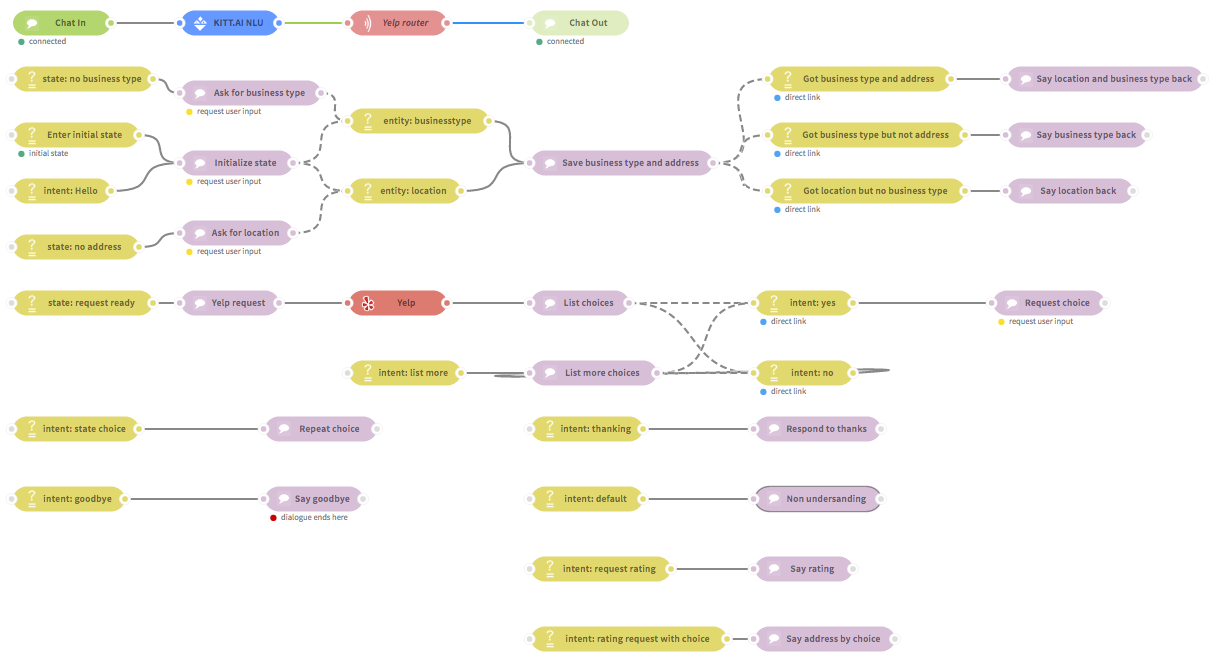 Chat In
KITT.AI NLU
Yelp router
Chat Out
connected
connected
state: no business type
Ask for business type
request user input
entity: businesstype
Got business type and address
direct link
Say location and business type back
Enter initial state
initial state
Initialize state
request user input
Save business type and address
Got business type but not address
direct link
Say business type back
intent: Hello
entity: location
Got location but no business type
direct link
Say location back
state: no address
Ask for location
request user input
state: request ready
Yelp request
Yelp
List choices
intent: yes
direct link
Request choice
request user input
intent: list more
List more choices
intent: no
direct link
intent: state choice
Repeat choice
intent: thanking
Respond to thanks
intent: goodbye
Say goodbye
dialogue ends here
intent: default
Non undersanding
intent: request rating
Say rating
intent: rating request with choice
Say address by choice